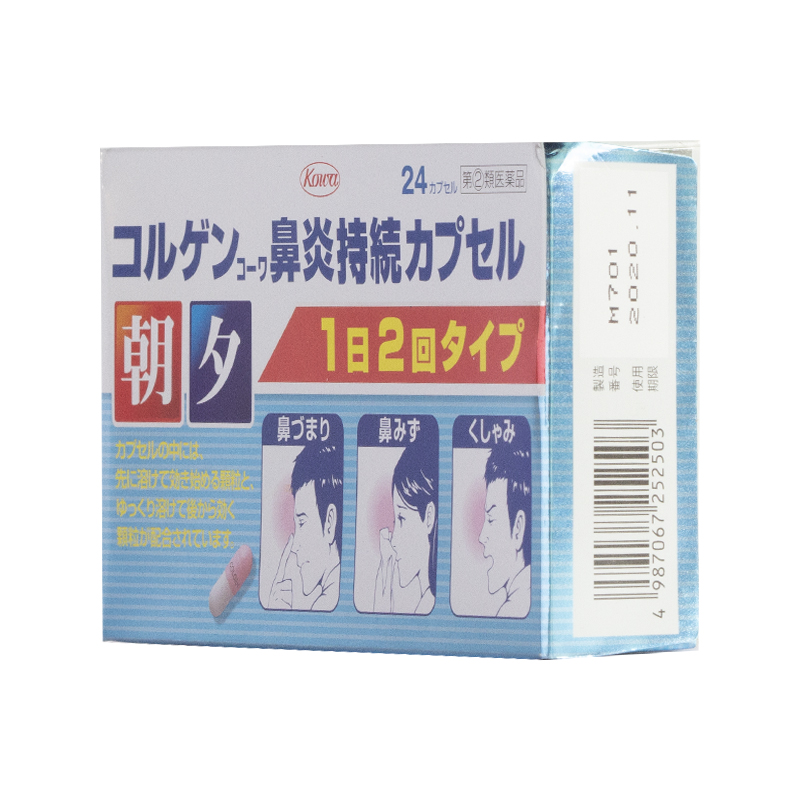 Kowa
24カプセル 指②類医薬品
コルゲンコーワ鼻炎持続カプセル
朝夕
1日2回タイプ
鼻づまり
鼻みず
くしゃみ
カプセルの中には、
先に溶けて効き始める顆粒と、
ゆっくり溶けて後から効く
顆粒が配合されています
M701
2020.11
製造番号
使用期限
4 987067 252503